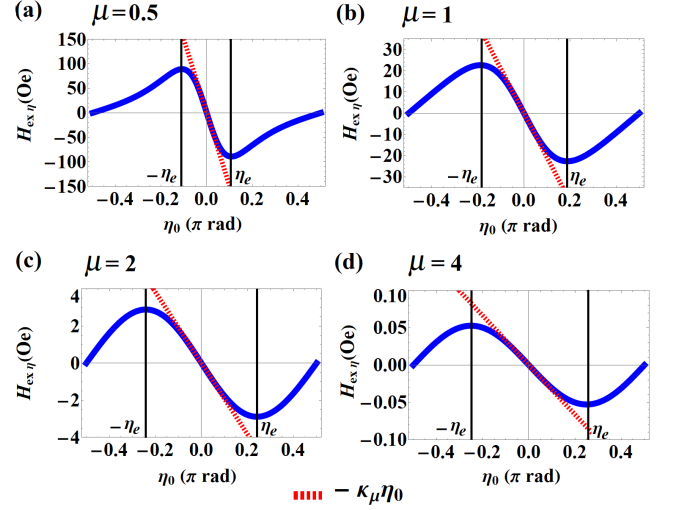 (a) μ = 0.5
H_ex η (Oe)
150
100
50
0
−50
−100
−150
−η_e
η_e
−0.4 −0.2 0.0 0.2 0.4
η₀ (π rad)
(b) μ = 1
H_ex η (Oe)
30
20
10
0
−10
−20
−30
−η_e
η_e
−0.4 −0.2 0.0 0.2 0.4
η₀ (π rad)
(c) μ = 2
H_ex η (Oe)
4
2
0
−2
−4
−η_e
η_e
−0.4 −0.2 0.0 0.2 0.4
η₀ (π rad)
(d) μ = 4
H_ex η (Oe)
0.10
0.05
0.00
−0.05
−0.10
−η_e
η_e
−0.4 −0.2 0.0 0.2 0.4
η₀ (π rad)
− κ_μ η₀